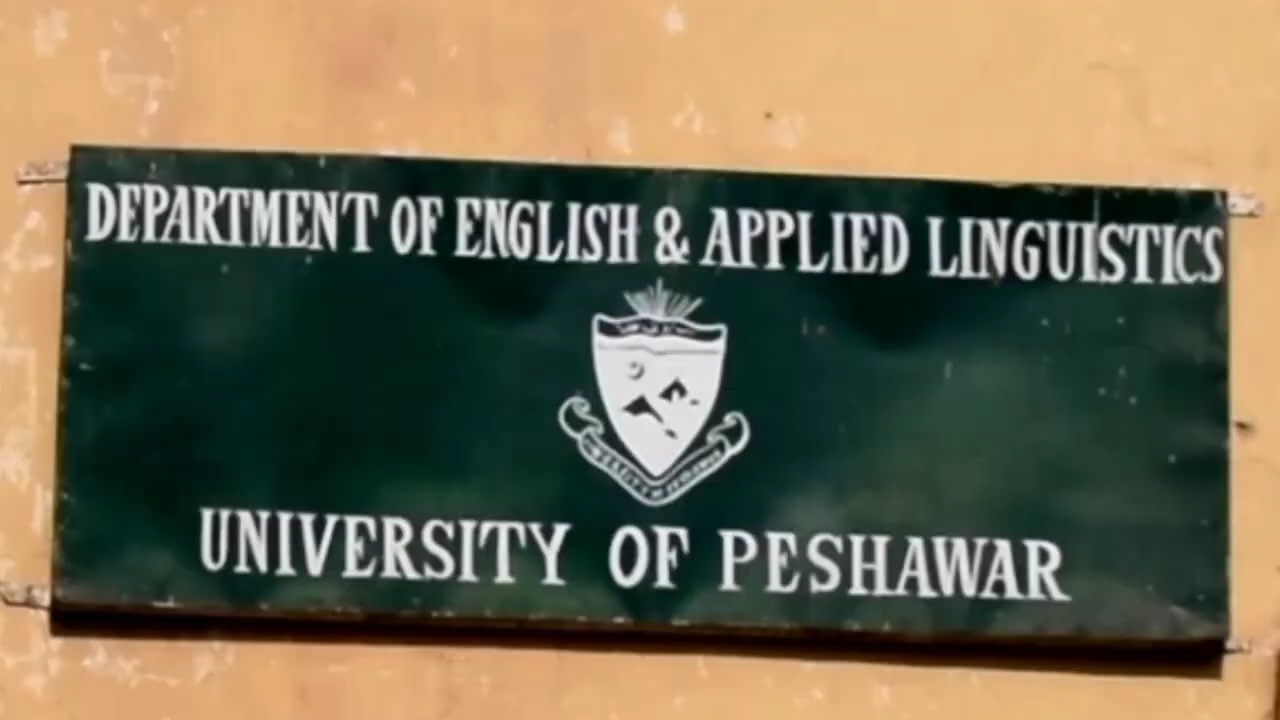 DEPARTMENT OF ENGLISH & APPLIED LINGUISTICS
UNIVERSITY OF PESHAWAR